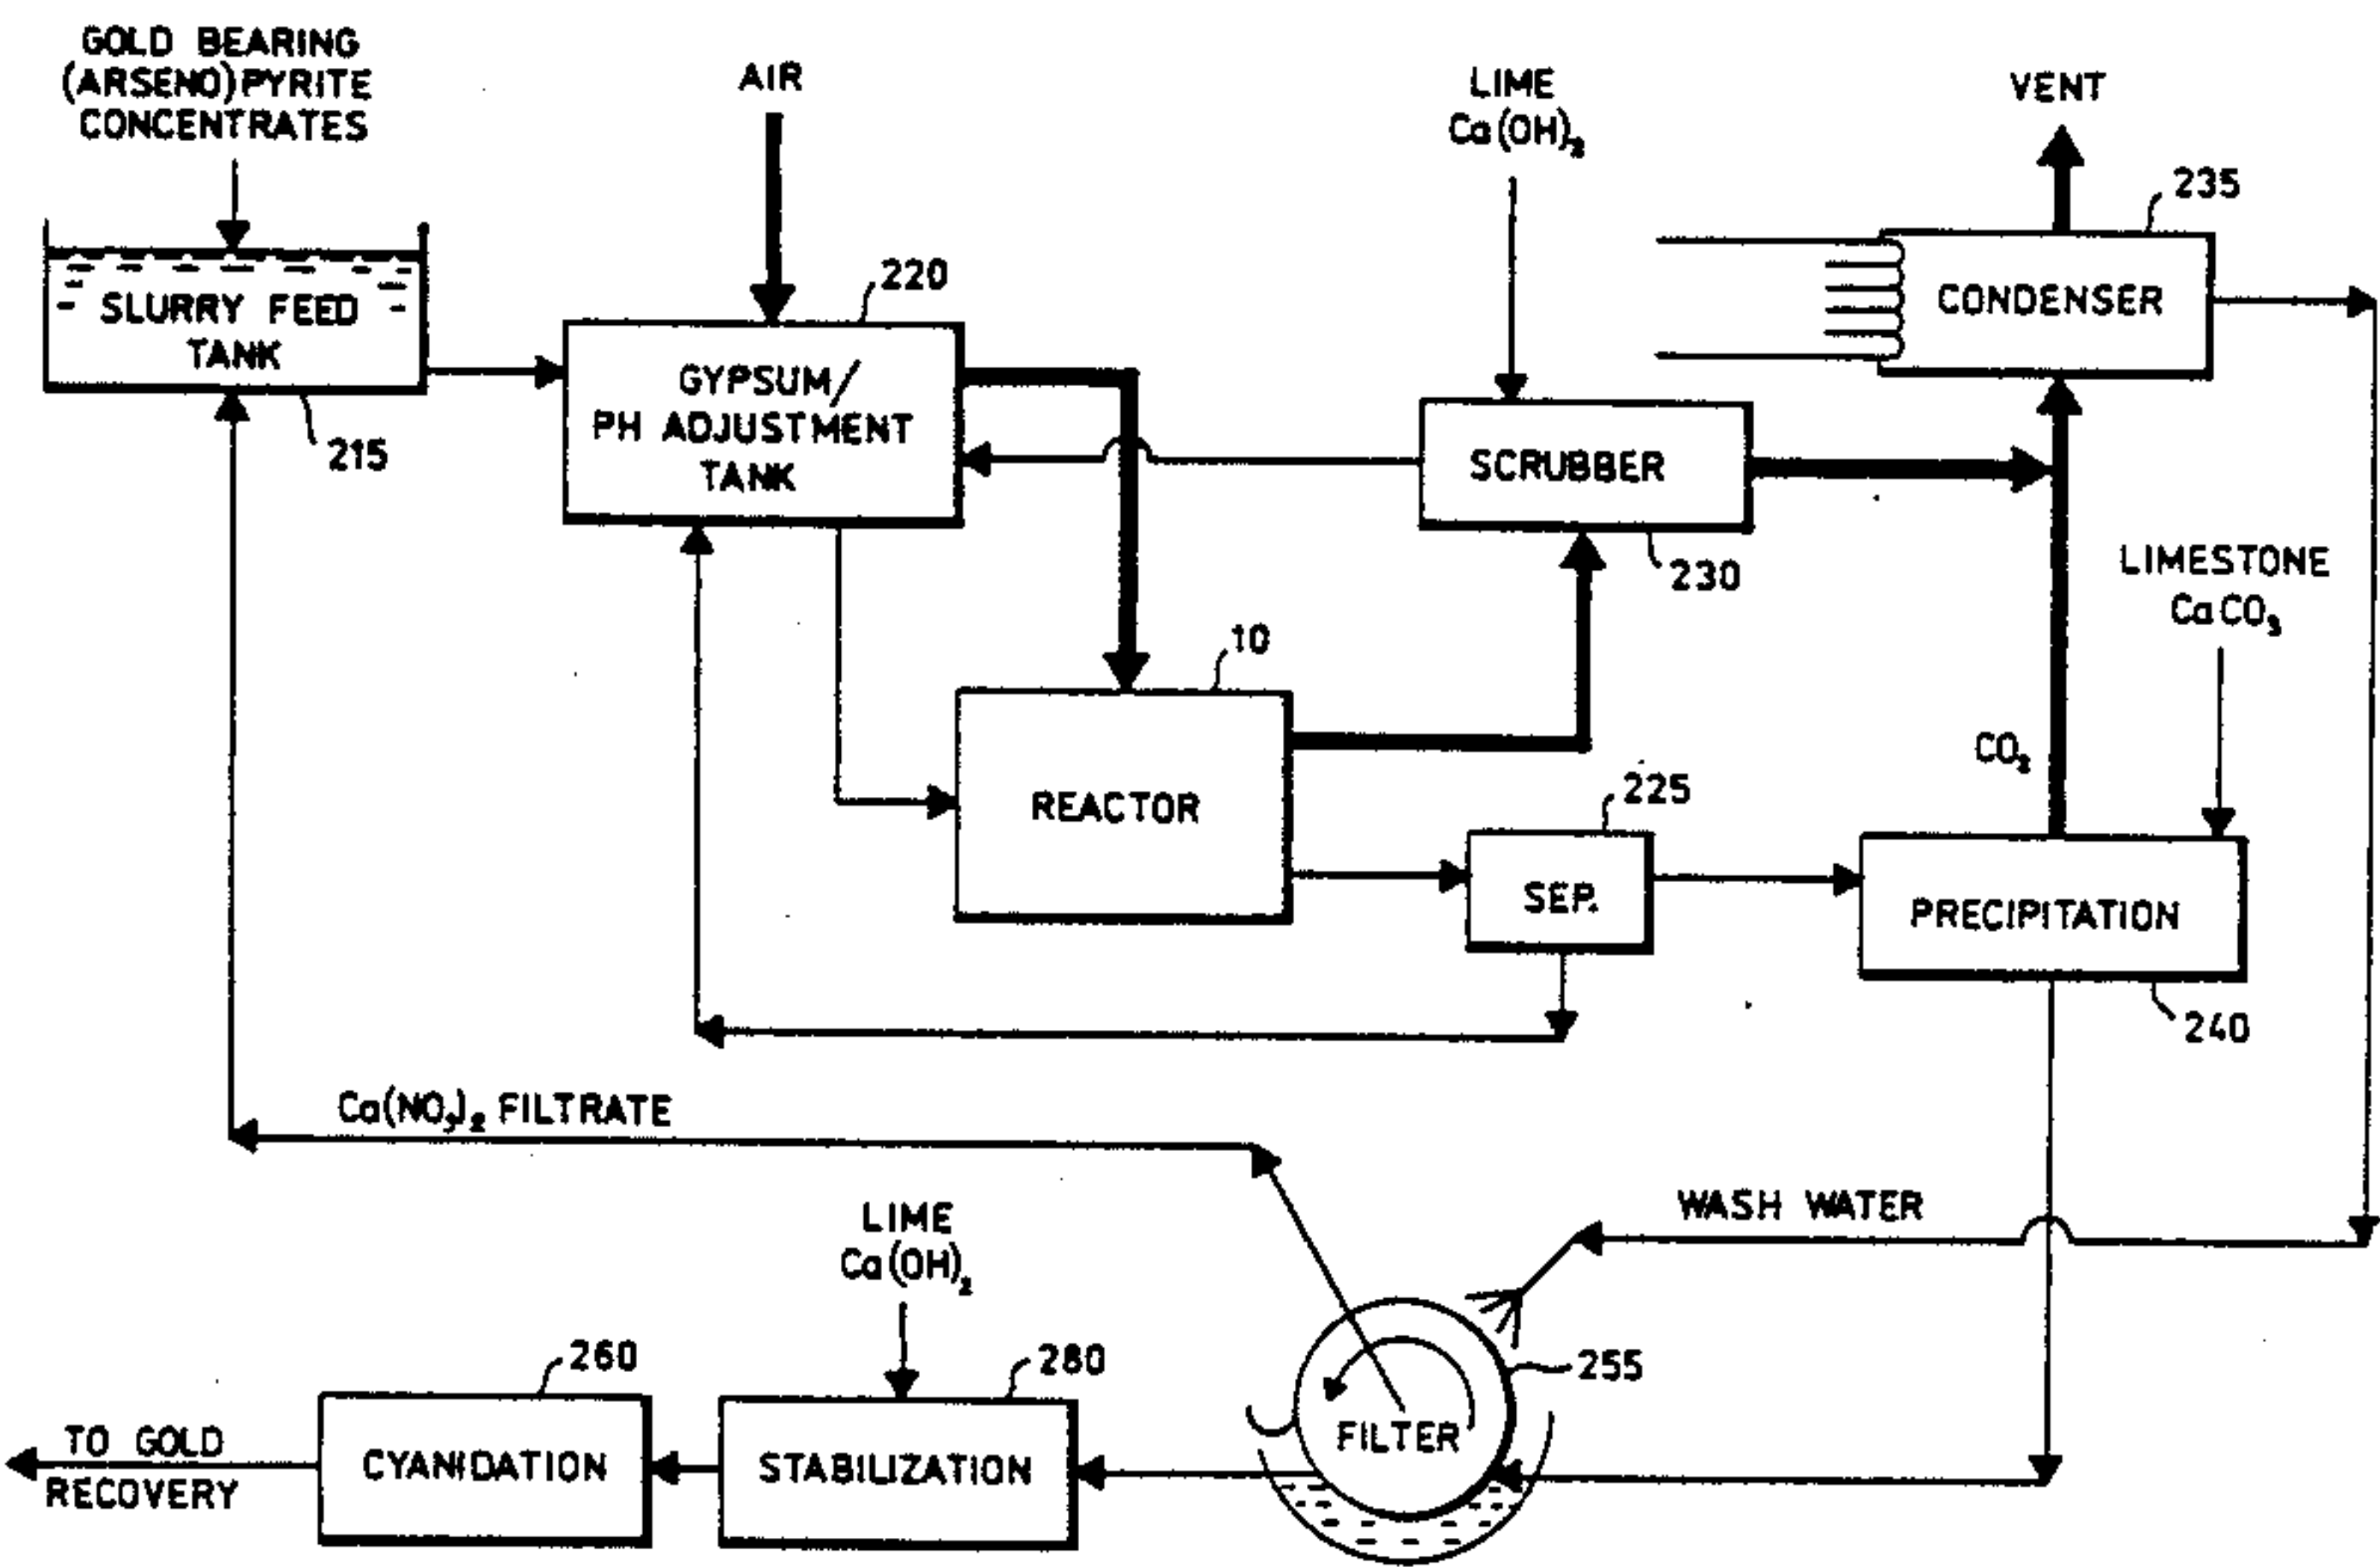 GOLD BEARING
(ARSENO)PYRITE
CONCENTRATES
AIR
LIME
Ca(OH)₂
VENT
235
220
SLURRY FEED
TANK
CONDENSER
GYPSUM/
PH ADJUSTMENT
TANK
215
SCRUBBER
230
LIMESTONE
CaCO₃
10
CO₂
REACTOR
225
SEP.
PRECIPITATION
240
Ca(NO₃)₂ FILTRATE
WASH WATER
LIME
Ca(OH)₂
260
280
255
FILTER
TO GOLD
RECOVERY
CYANIDATION
STABILIZATION